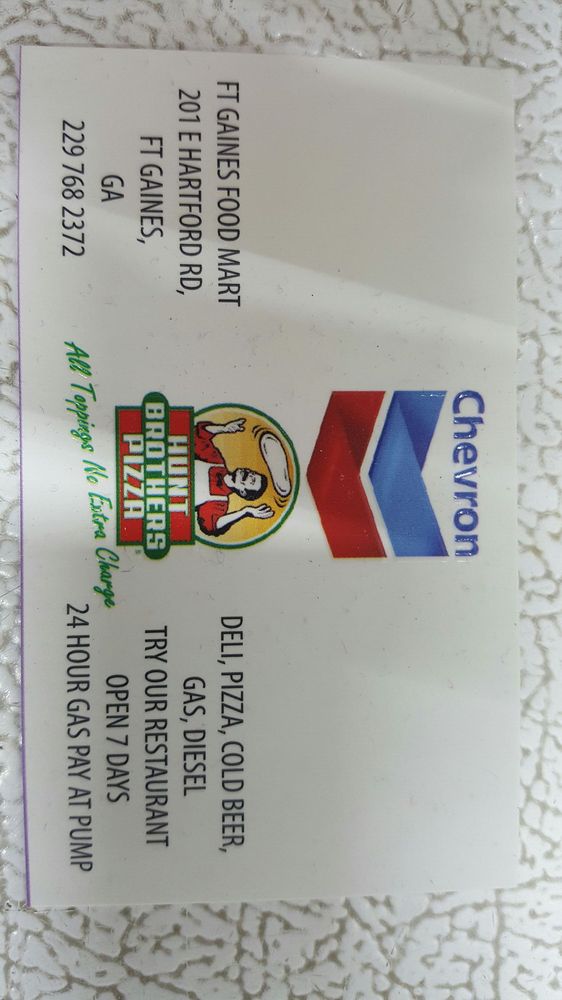 Chevron
FT GAINES FOOD MART
201 E HARTFORD RD,
FT GAINES,
GA
229 768 2372
HUNT
BROTHERS®
PIZZA
All Toppings No Extra Charge
DELI, PIZZA, COLD BEER,
GAS, DIESEL
TRY OUR RESTAURANT
OPEN 7 DAYS
24 HOUR GAS PAY AT PUMP